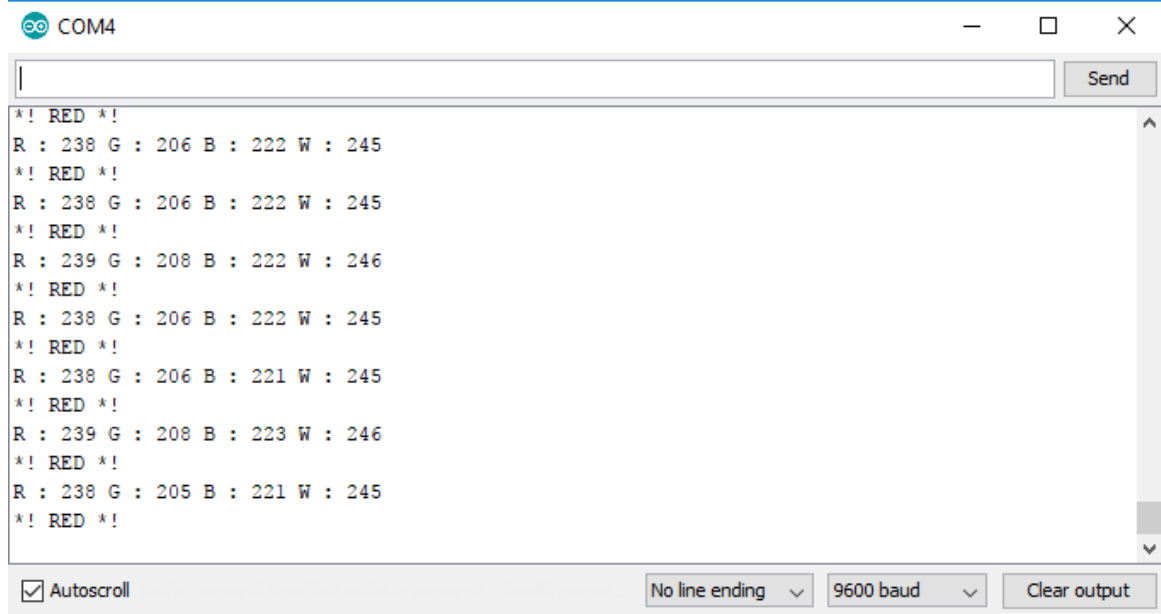 COM4
Send
*! RED *!
R : 238 G : 206 B : 222 W : 245
*! RED *!
R : 238 G : 206 B : 222 W : 245
*! RED *!
R : 239 G : 208 B : 222 W : 246
*! RED *!
R : 238 G : 206 B : 222 W : 245
*! RED *!
R : 238 G : 206 B : 221 W : 245
*! RED *!
R : 239 G : 208 B : 223 W : 246
*! RED *!
R : 238 G : 205 B : 221 W : 245
*! RED *!
Autoscroll No line ending 9600 baud Clear output